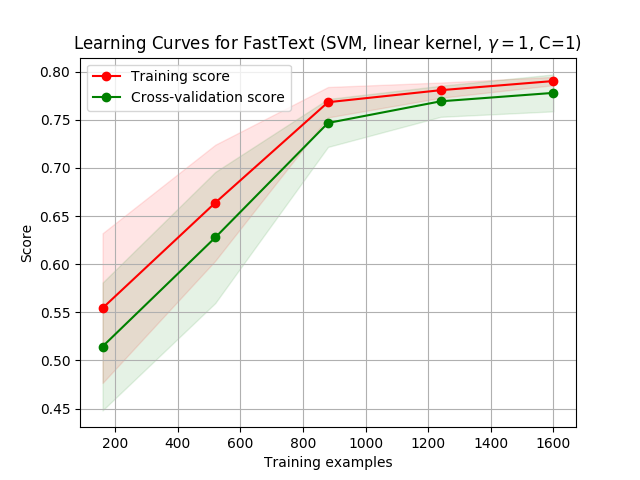 Learning Curves for FastText (SVM, linear kernel, γ = 1, C=1)
Training score
Cross-validation score
0.80
0.75
0.70
0.65
0.60
0.55
0.50
0.45
Score
200 400 600 800 1000 1200 1400 1600
Training examples